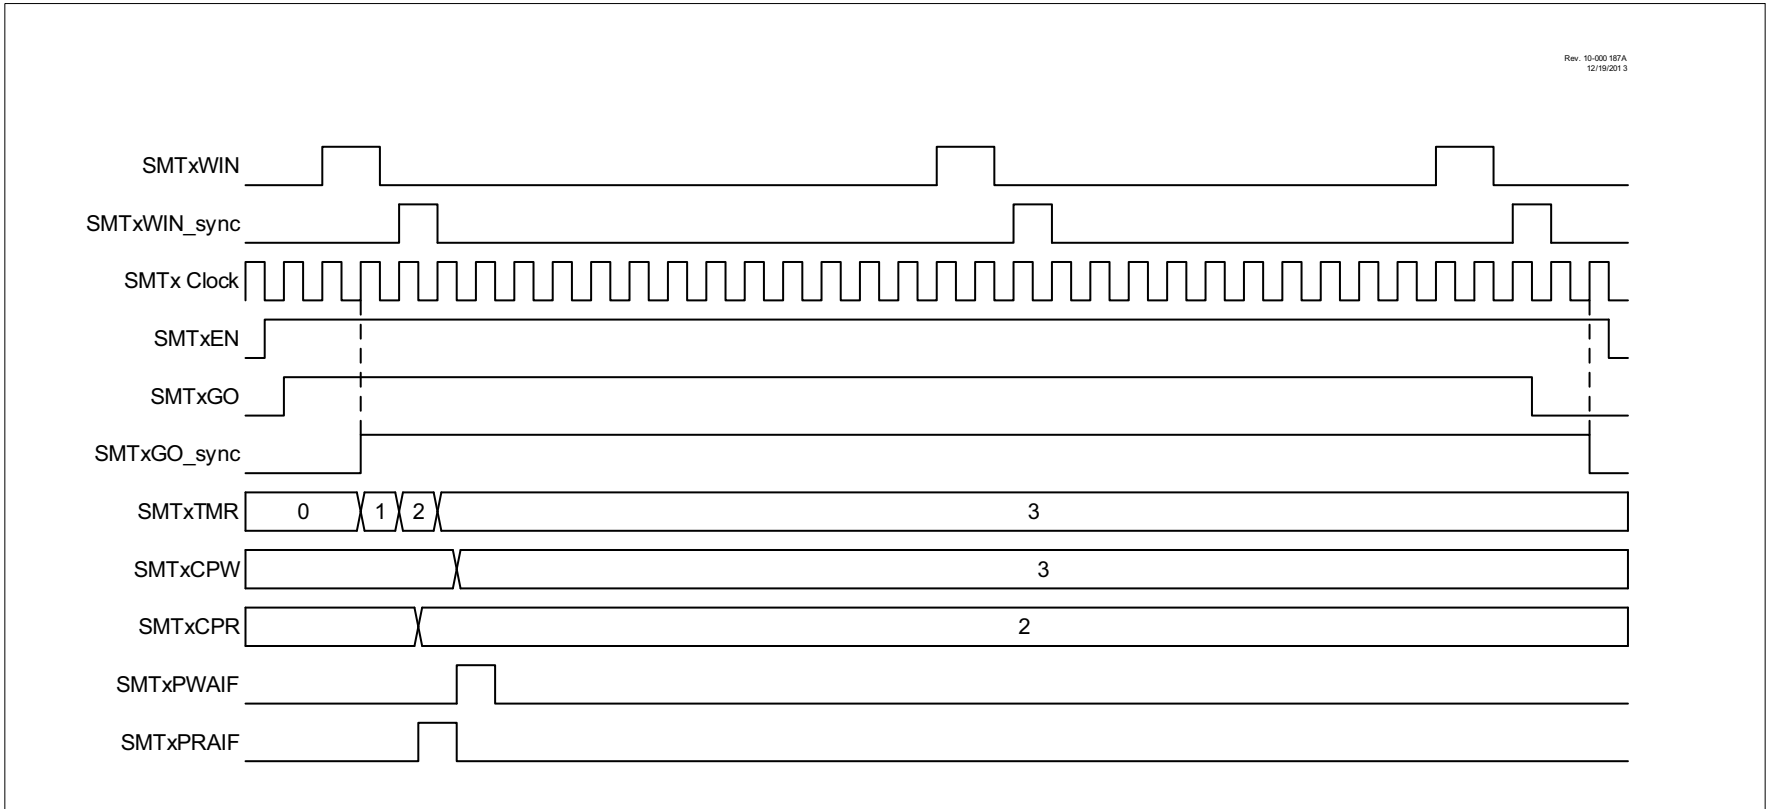 Rev. 10-000 187A
12/19/201 3
SMTxWIN
SMTxWIN_sync
SMTx Clock
SMTxEN
SMTxGO
SMTxGO_sync
SMTxTMR 0 1 2 3
SMTxCPW 3
SMTxCPR 2
SMTxPWAIF
SMTxPRAIF